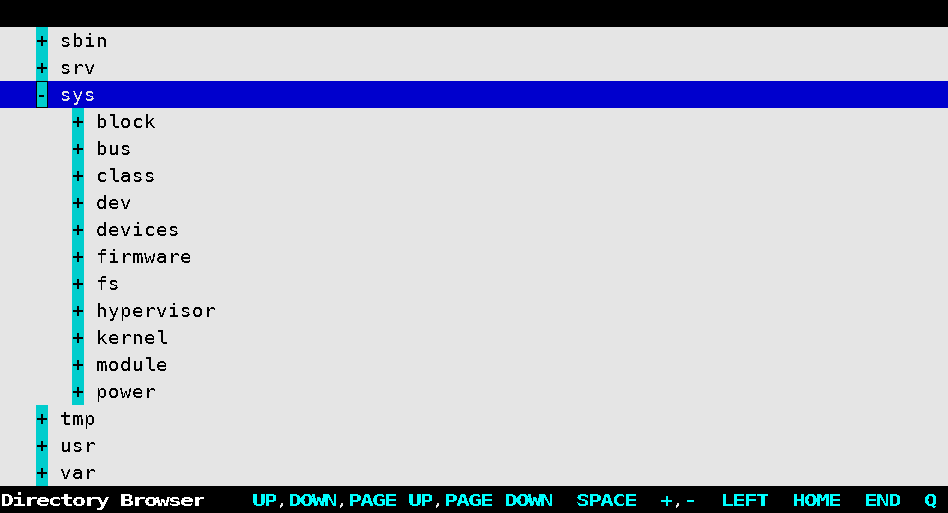 + sbin
+ srv
- sys
+ block
+ bus
+ class
+ dev
+ devices
+ firmware
+ fs
+ hypervisor
+ kernel
+ module
+ power
+ tmp
+ usr
+ var
Directory Browser UP,DOWN,PAGE UP,PAGE DOWN SPACE +,- LEFT HOME END Q